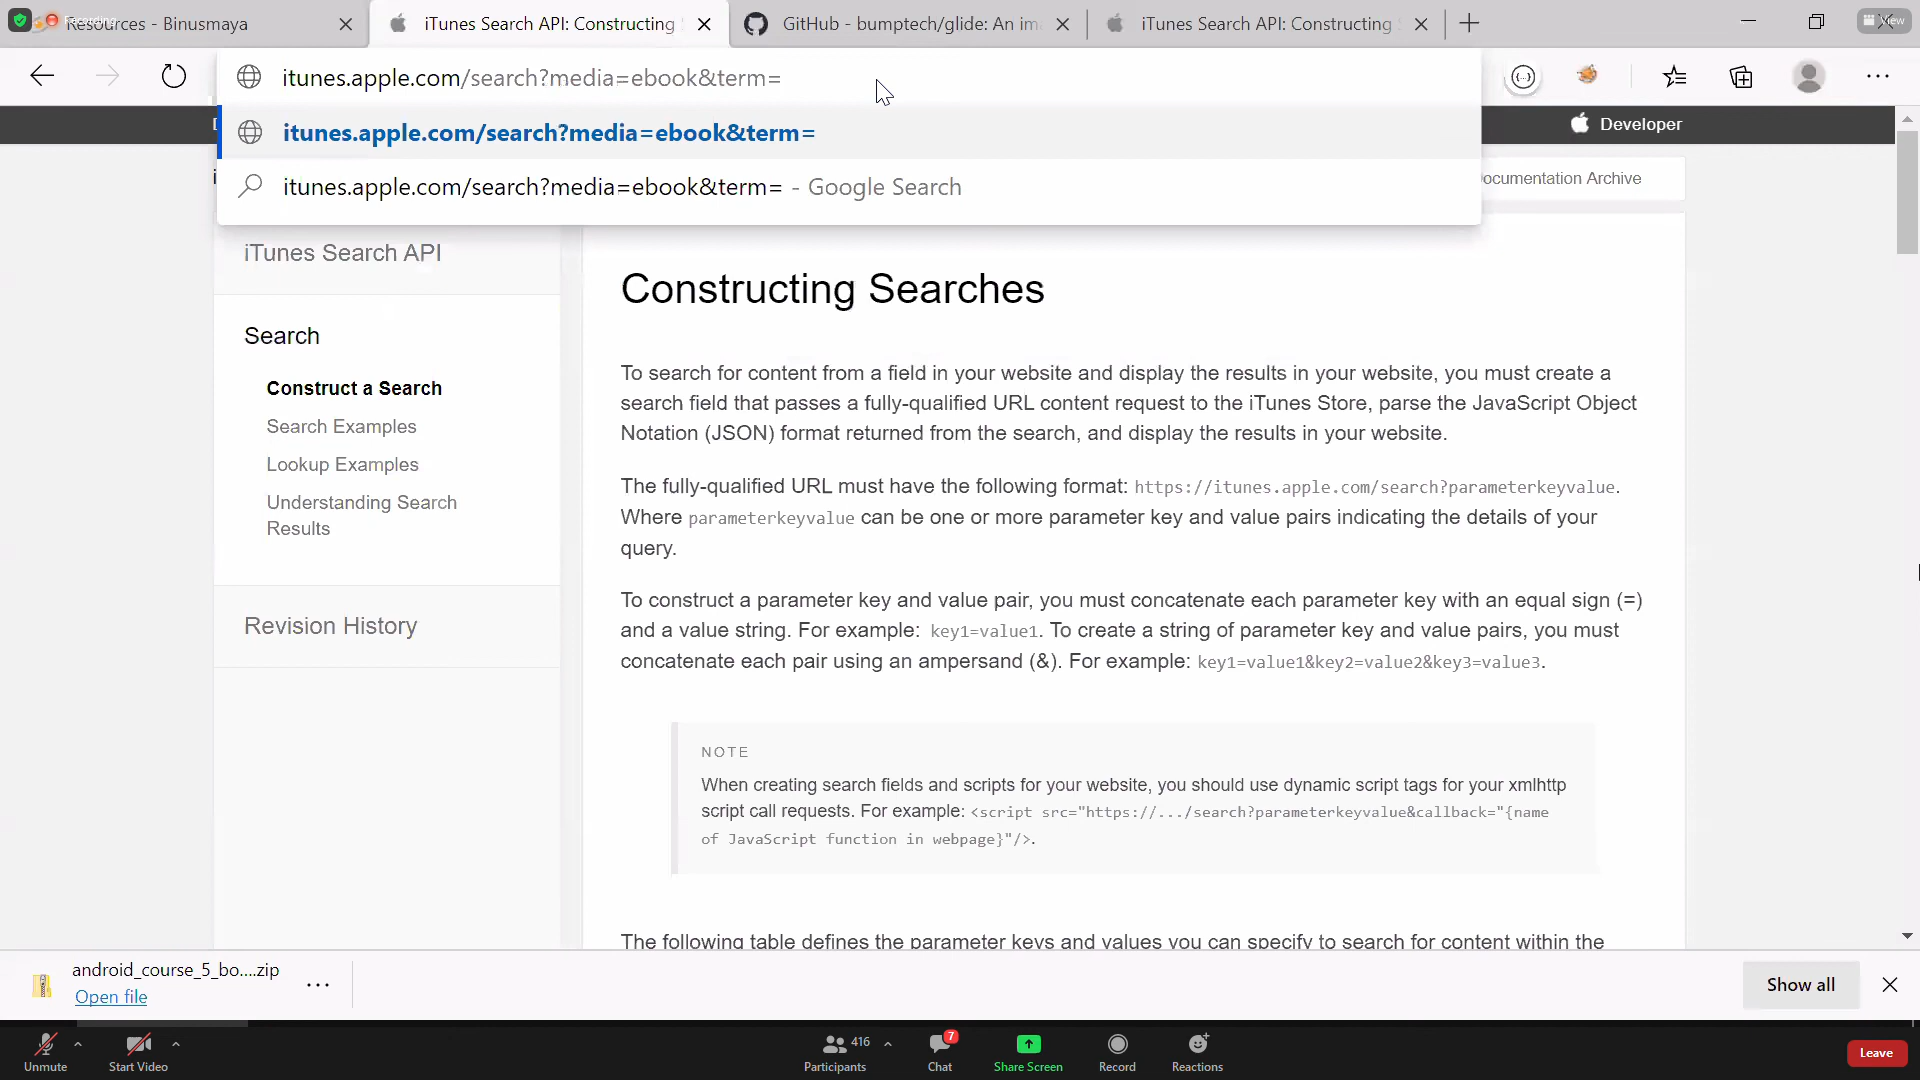 Resources - Binusmaya
iTunes Search API: Constructing
GitHub - bumptech/glide: An im
iTunes Search API: Constructing S
View
itunes.apple.com/search?media=ebook&term=
itunes.apple.com/search?media=ebook&term=
itunes.apple.com/search?media=ebook&term= - Google Search
Developer
ocumentation Archive
iTunes Search API
Search
Construct a Search
Search Examples
Lookup Examples
Understanding Search
Results
Revision History
Constructing Searches
To search for content from a field in your website and display the results in your website, you must create a
search field that passes a fully-qualified URL content request to the iTunes Store, parse the JavaScript Object
Notation (JSON) format returned from the search, and display the results in your website.
The fully-qualified URL must have the following format: https://itunes.apple.com/search?parameterkeyvalue.
Where parameterkeyvalue can be one or more parameter key and value pairs indicating the details of your
query.
To construct a parameter key and value pair, you must concatenate each parameter key with an equal sign (=)
and a value string. For example: key1=value1. To create a string of parameter key and value pairs, you must
concatenate each pair using an ampersand (&). For example: key1=value1&key2=value2&key3=value3.
NOTE
When creating search fields and scripts for your website, you should use dynamic script tags for your xmlhttp
script call requests. For example: <script src="https://.../search?parameterkeyvalue&callback="{name
of JavaScript function in webpage}"/>.
The following table defines the parameter keys and values you can specify to search for content within the
android_course_5_bo....zip
Open file
Show all
Unmute
Start Video
416
Participants
7
Chat
Share Screen
Record
Reactions
Leave